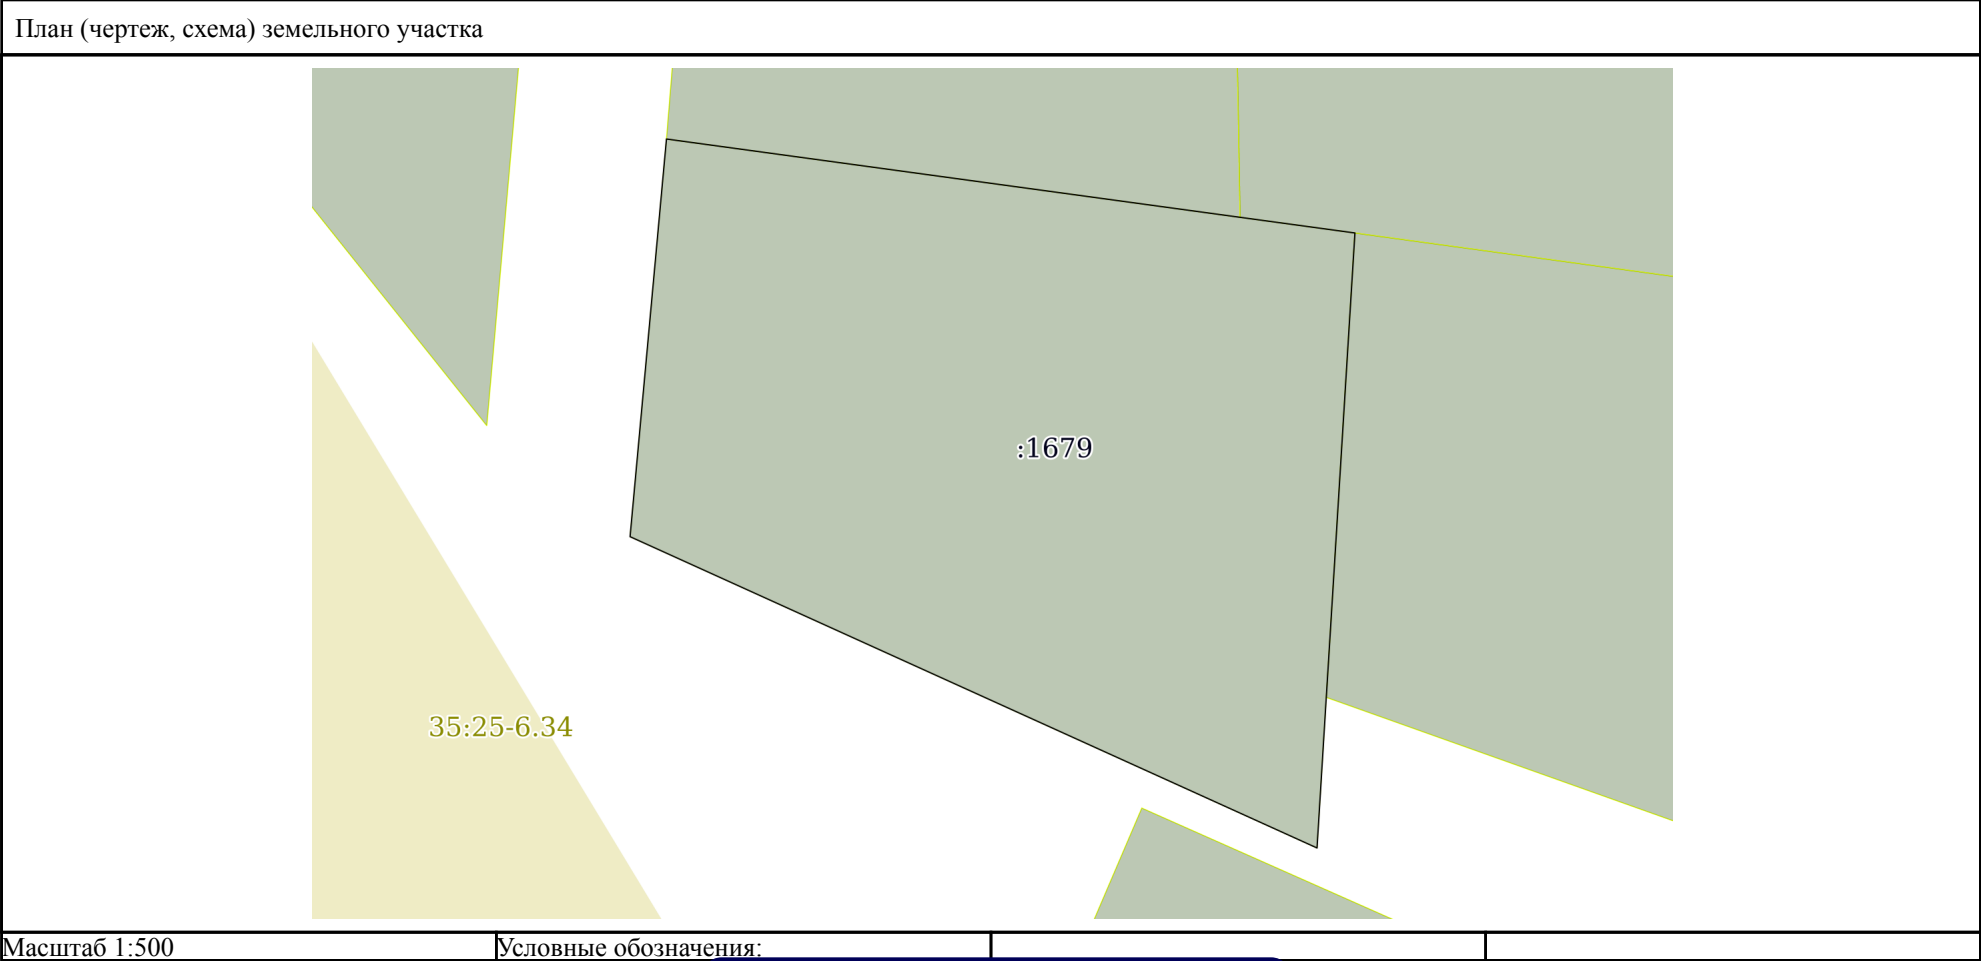 План (чертеж, схема) земельного участка
:1679
35:25-6.34
Масштаб 1:500
Условные обозначения: